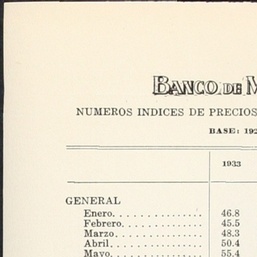 BANCO DE M
NUMEROS INDICES DE PRECIOS
BASE: 192
1933
GENERAL
Enero. . . . . . . . . . . . . . . 46.8
Febrero. . . . . . . . . . . . . 45.5
Marzo. . . . . . . . . . . . . . 48.3
Abril. . . . . . . . . . . . . . . 50.4
Mayo. . . . . . . . . . . . . . 55.4